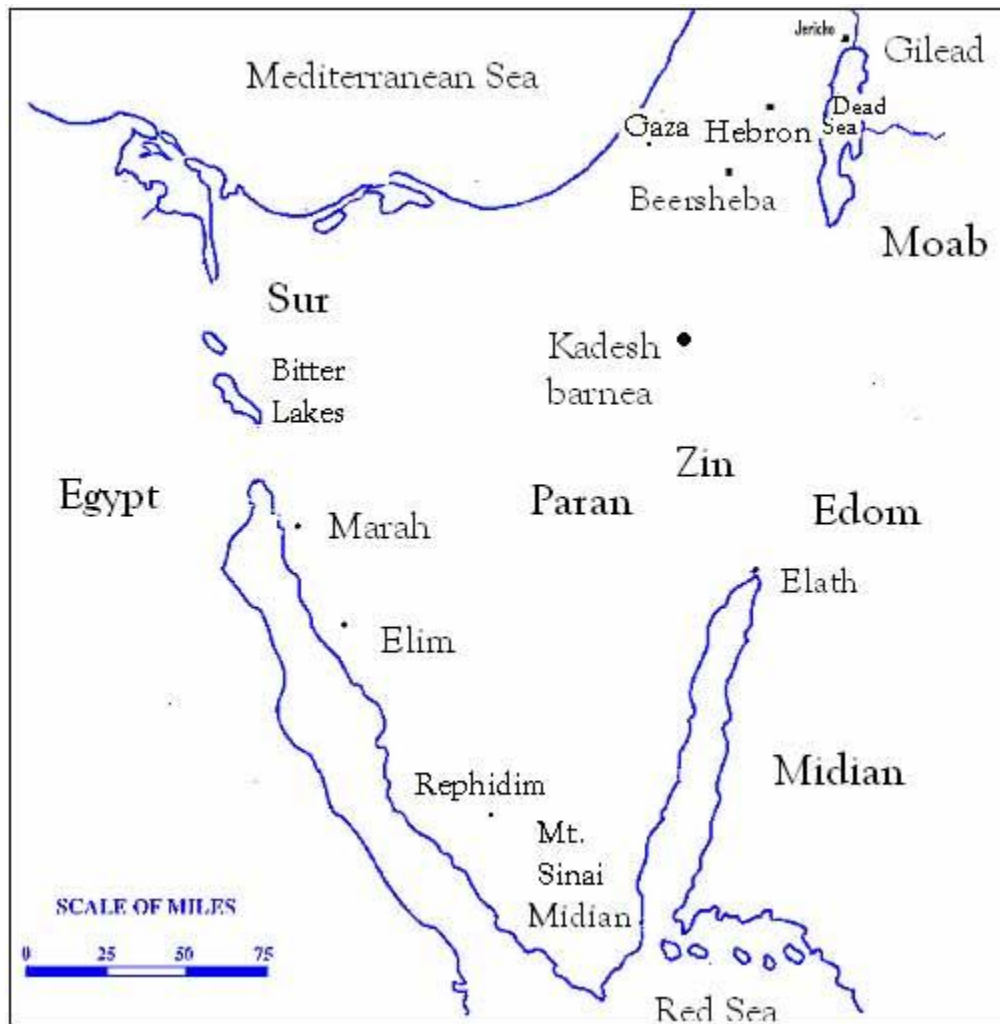 Jericho
Gilead
Mediterranean Sea
Dead
Sea
Gaza
Hebron
Beersheba
Moab
Sur
Kadesh
barnea
Bitter
Lakes
Zin
Egypt
Paran
Edom
Marah
Elath
Elim
Midian
Rephidim
Mt.
Sinai
Midian
SCALE OF MILES
0 25 50 75
Red Sea